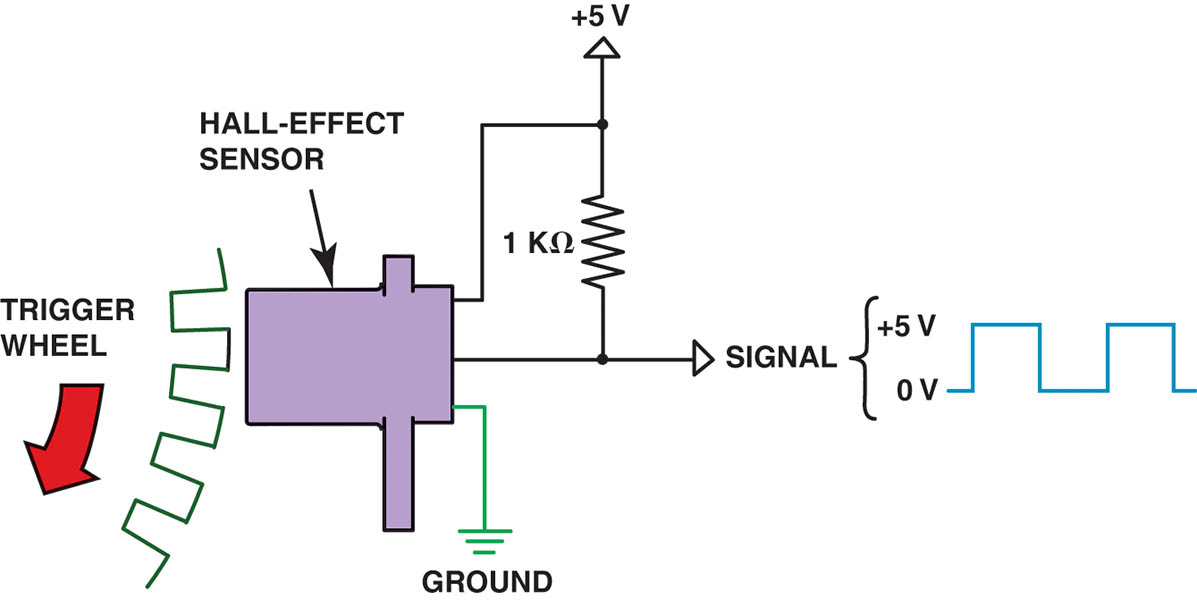 +5 V
HALL-EFFECT
SENSOR
1 KΩ
TRIGGER
WHEEL
SIGNAL
+5 V
0 V
GROUND